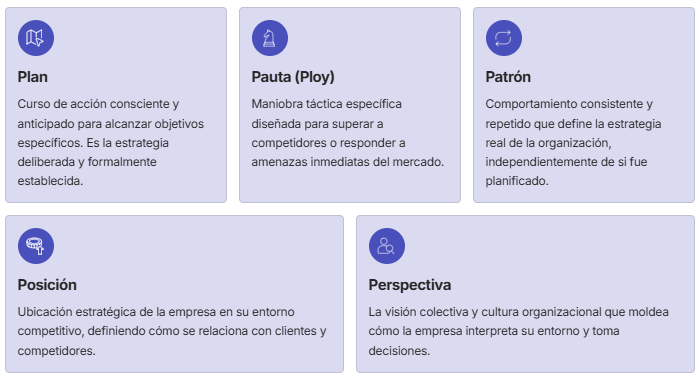 Plan
Curso de acción consciente y
anticipado para alcanzar objetivos
específicos. Es la estrategia
deliberada y formalmente
establecida.
Pauta (Ploy)
Maniobra táctica específica
diseñada para superar a
competidores o responder a
amenazas inmediatas del mercado.
Patrón
Comportamiento consistente y
repetido que define la estrategia
real de la organización,
independientemente de si fue
planificado.
Posición
Ubicación estratégica de la empresa en su entorno
competitivo, definiendo cómo se relaciona con clientes y
competidores.
Perspectiva
La visión colectiva y cultura organizacional que moldea
cómo la empresa interpreta su entorno y toma
decisiones.